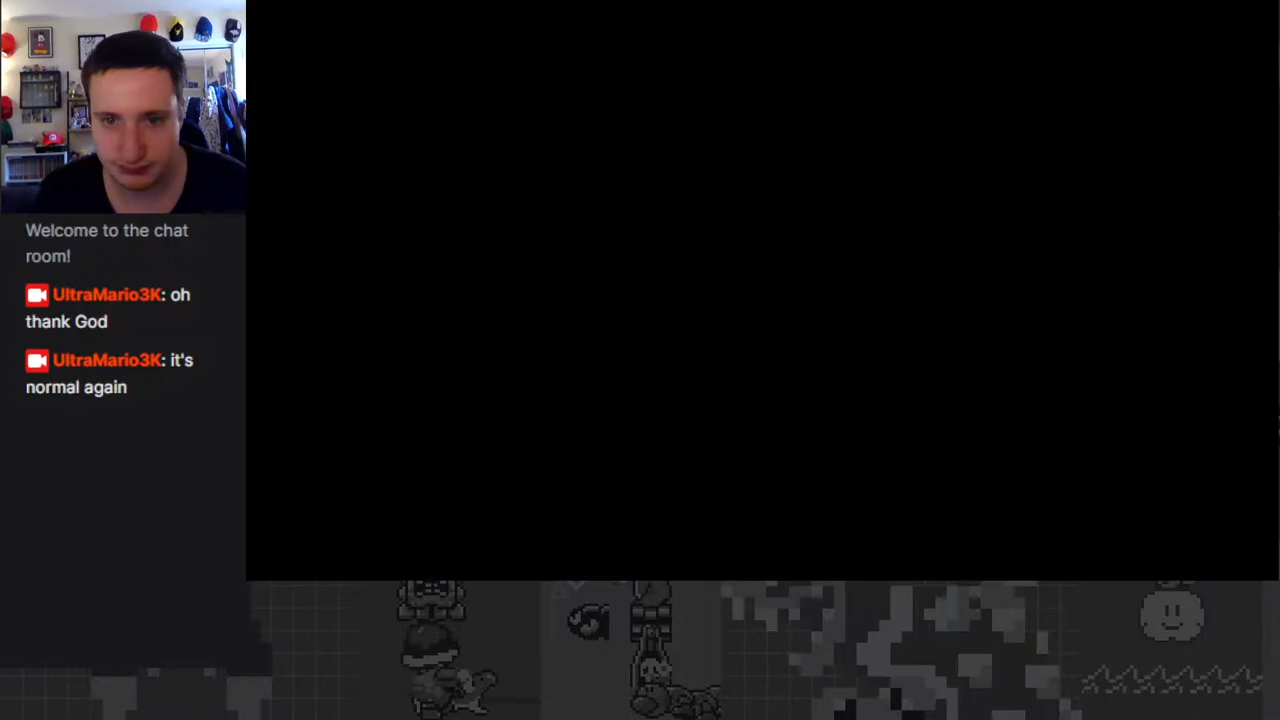 Welcome to the chat
room!
UltraMario3K: oh
thank God
UltraMario3K: it's
normal again